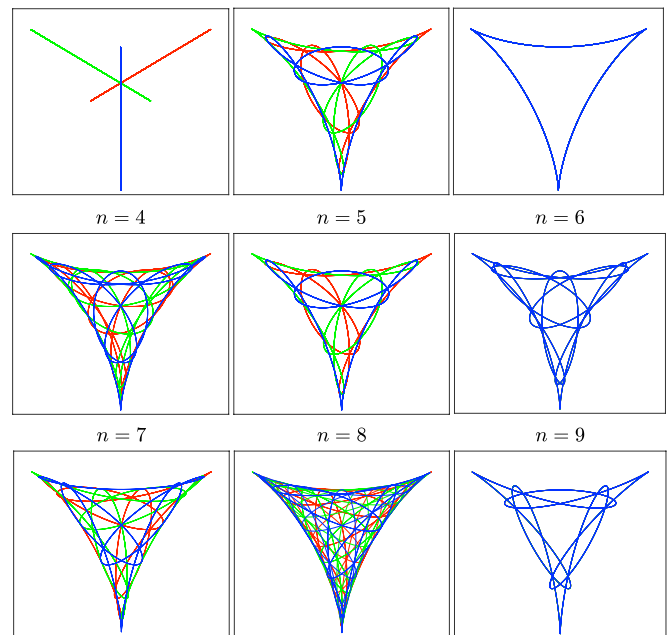 n = 4 n = 5 n = 6
n = 7 n = 8 n = 9